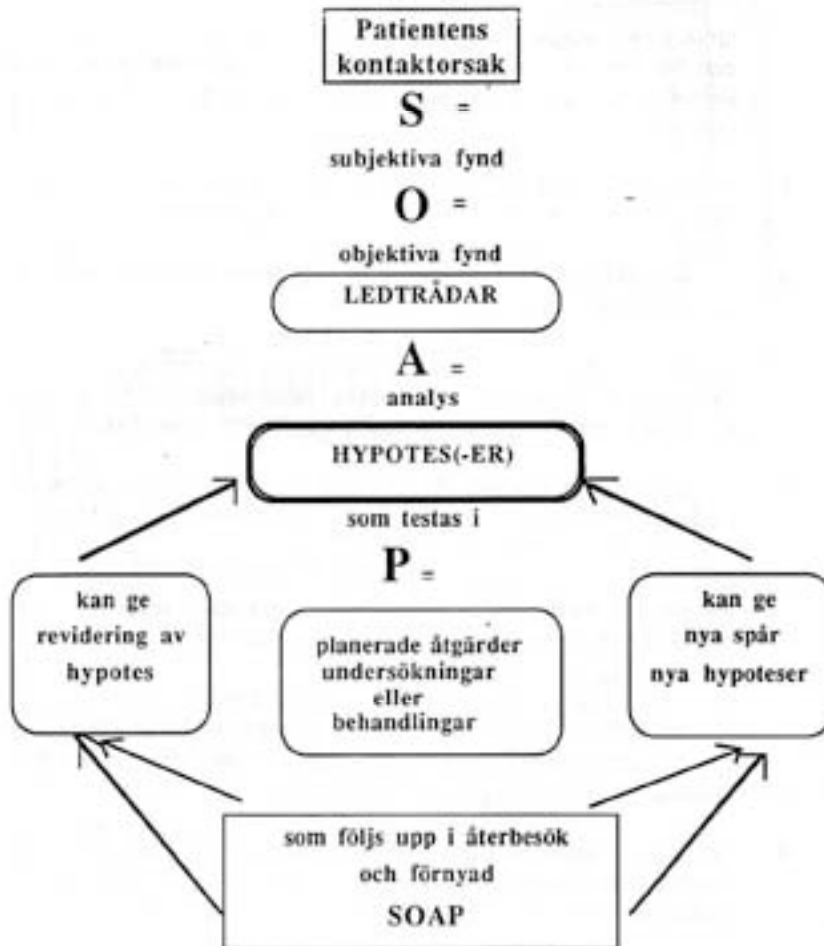 Patientens
kontaktorsak
S =
subjektiva fynd
O =
objektiva fynd
LEDTRÅDAR
A =
analys
HYPOTES(-ER)
som testas i
P =
kan ge
revidering av
hypotes
planerade åtgärder
undersökningar
eller
behandlingar
kan ge
nya spår
nya hypoteser
som följs upp i återbesök
och förnyad
SOAP